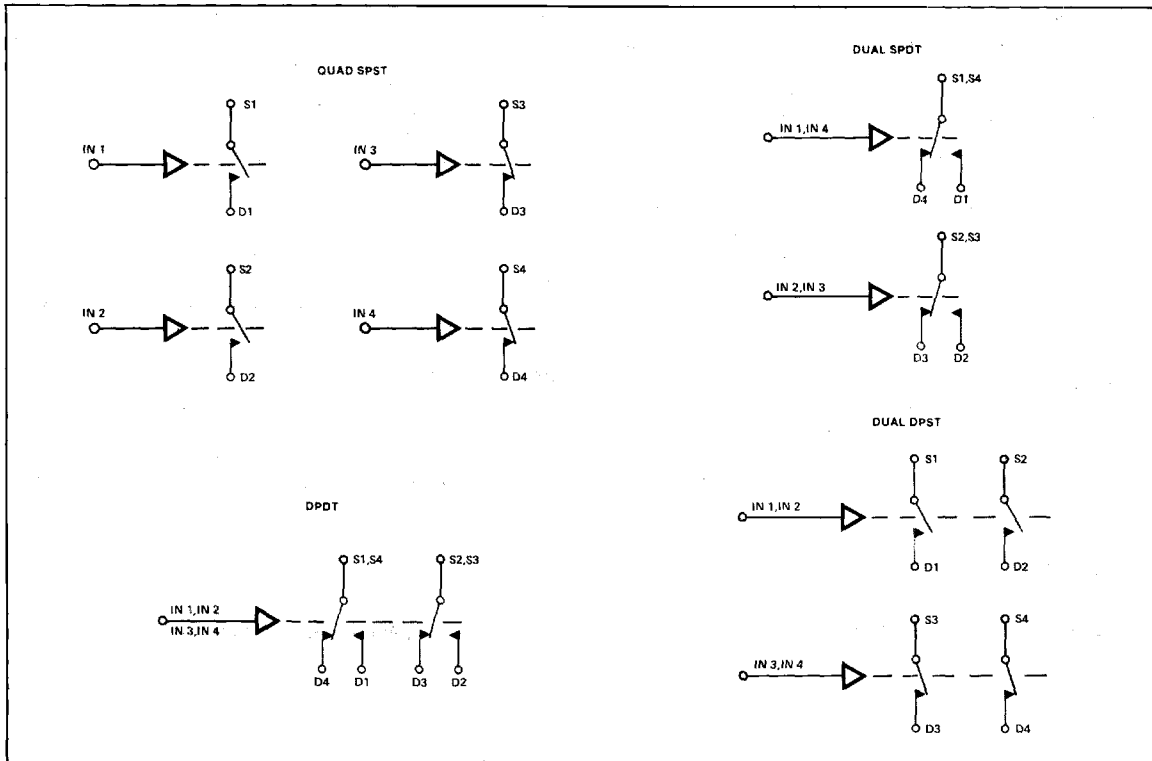 QUAD SPST
S1
IN 1
D1
S3
IN 3
D3
S2
IN 2
D2
S4
IN 4
D4
DUAL SPDT
S1,S4
IN 1,IN 4
D4 D1
S2,S3
IN 2,IN 3
D3 D2
DPDT
S1,S4 S2,S3
IN 1,IN 2
IN 3,IN 4
D4 D1 D3 D2
DUAL DPST
S1 S2
IN 1,IN 2
D1 D2
S3 S4
IN 3,IN 4
D3 D4